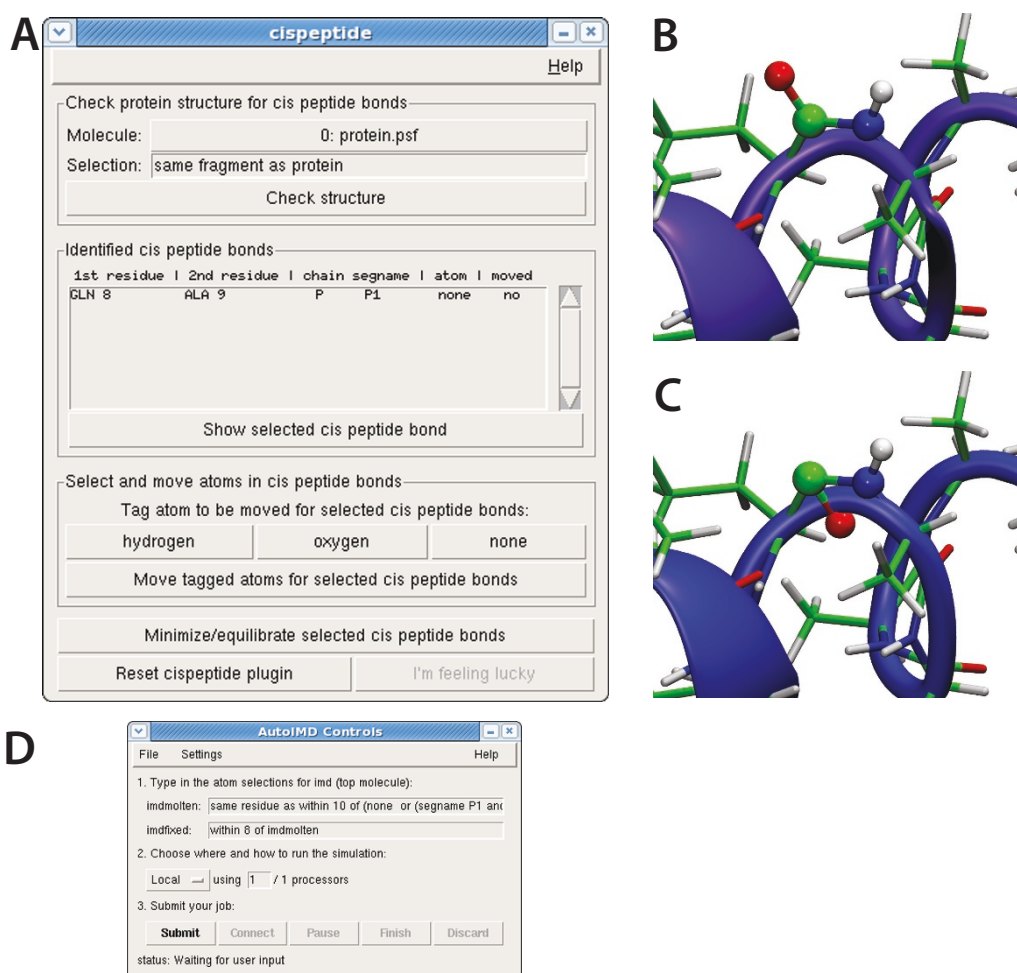 A
cispeptide
Help
Check protein structure for cis peptide bonds
Molecule: 0: protein.psf
Selection: same fragment as protein
Check structure
Identified cis peptide bonds
1st residue | 2nd residue | chain segname | atom | moved
GLN 8 ALA 9 P P1 none no
Show selected cis peptide bond
Select and move atoms in cis peptide bonds
Tag atom to be moved for selected cis peptide bonds:
hydrogen oxygen none
Move tagged atoms for selected cis peptide bonds
Minimize/equilibrate selected cis peptide bonds
Reset cispeptide plugin I'm feeling lucky
B
C
D
AutoIMD Controls
File Settings Help
1. Type in the atom selections for imd (top molecule):
imdmolten: same residue as within 10 of (none or (segname P1 and
imdfixed: within 8 of imdmolten
2. Choose where and how to run the simulation:
Local using 1 / 1 processors
3. Submit your job:
Submit Connect Pause Finish Discard
status: Waiting for user input